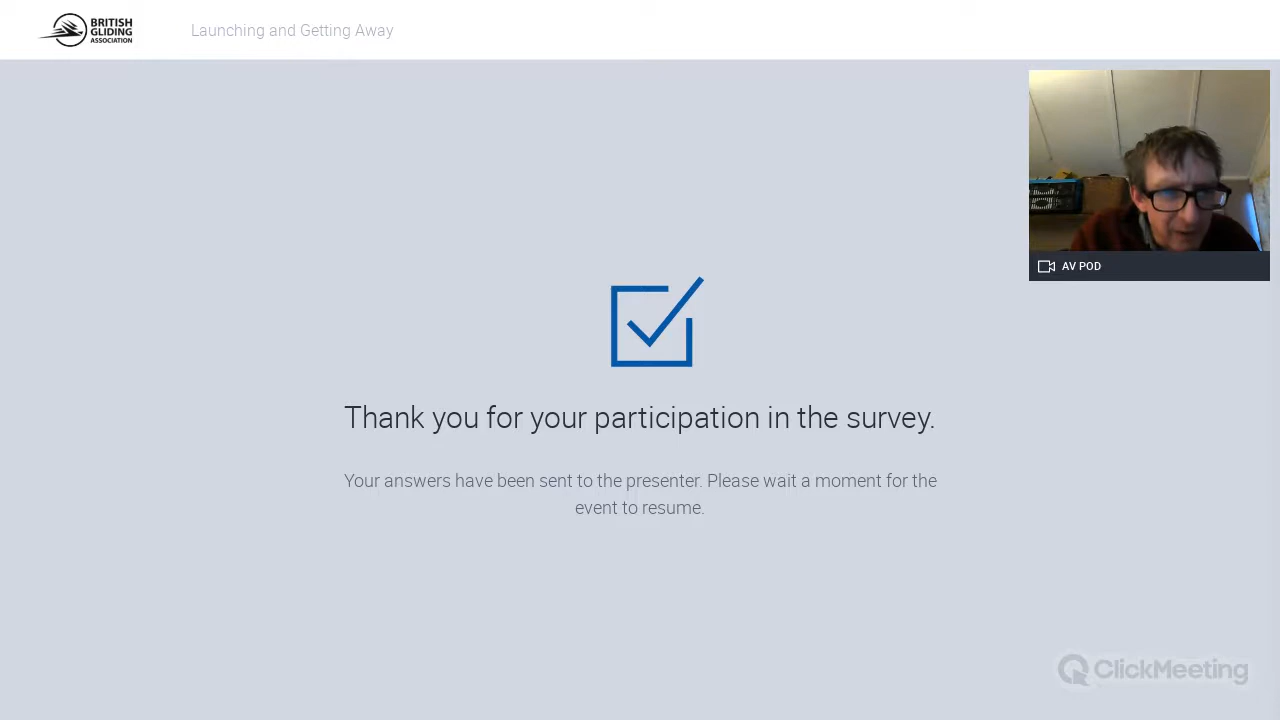 BRITISH
GLIDING
ASSOCIATION
Launching and Getting Away
AV POD
Thank you for your participation in the survey.
Your answers have been sent to the presenter. Please wait a moment for the
event to resume.
ClickMeeting